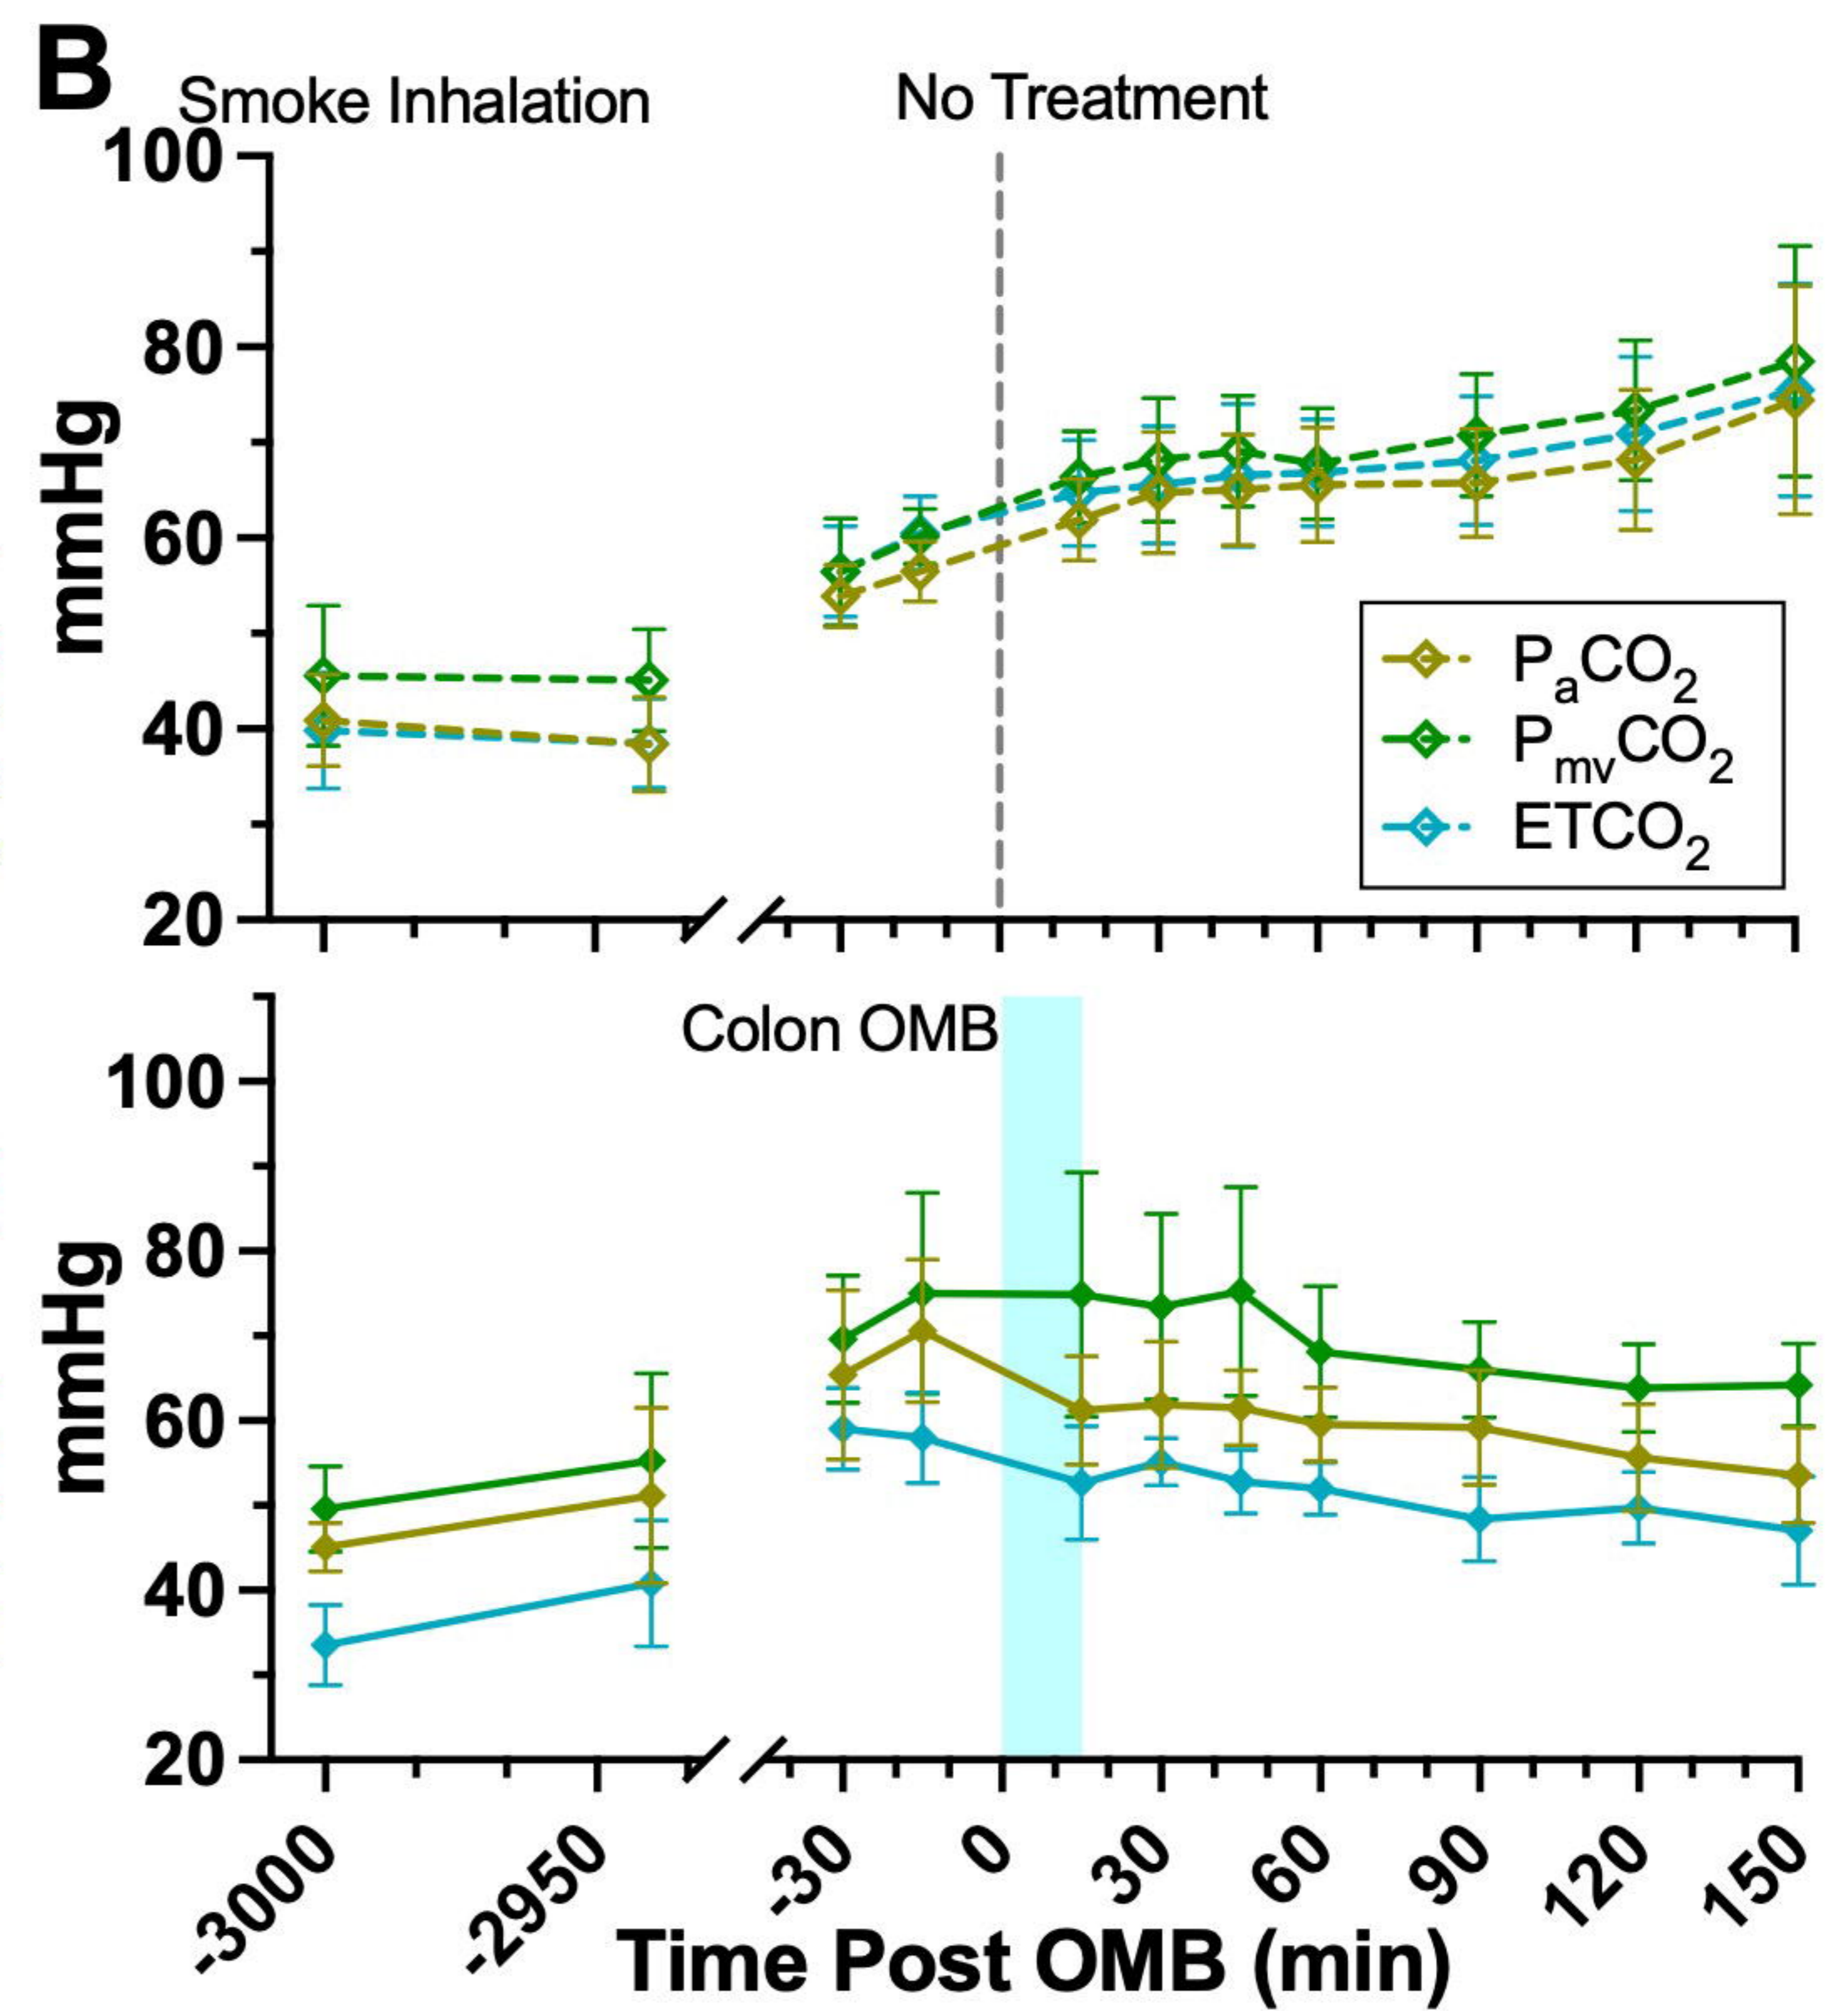 B
Smoke Inhalation
No Treatment
100
80
60
40
20
mmHg
PaCO2
PmvCO2
ETCO2
Colon OMB
100
80
60
40
20
mmHg
-3000
-2950
-30
0
30
60
90
120
150
Time Post OMB (min)